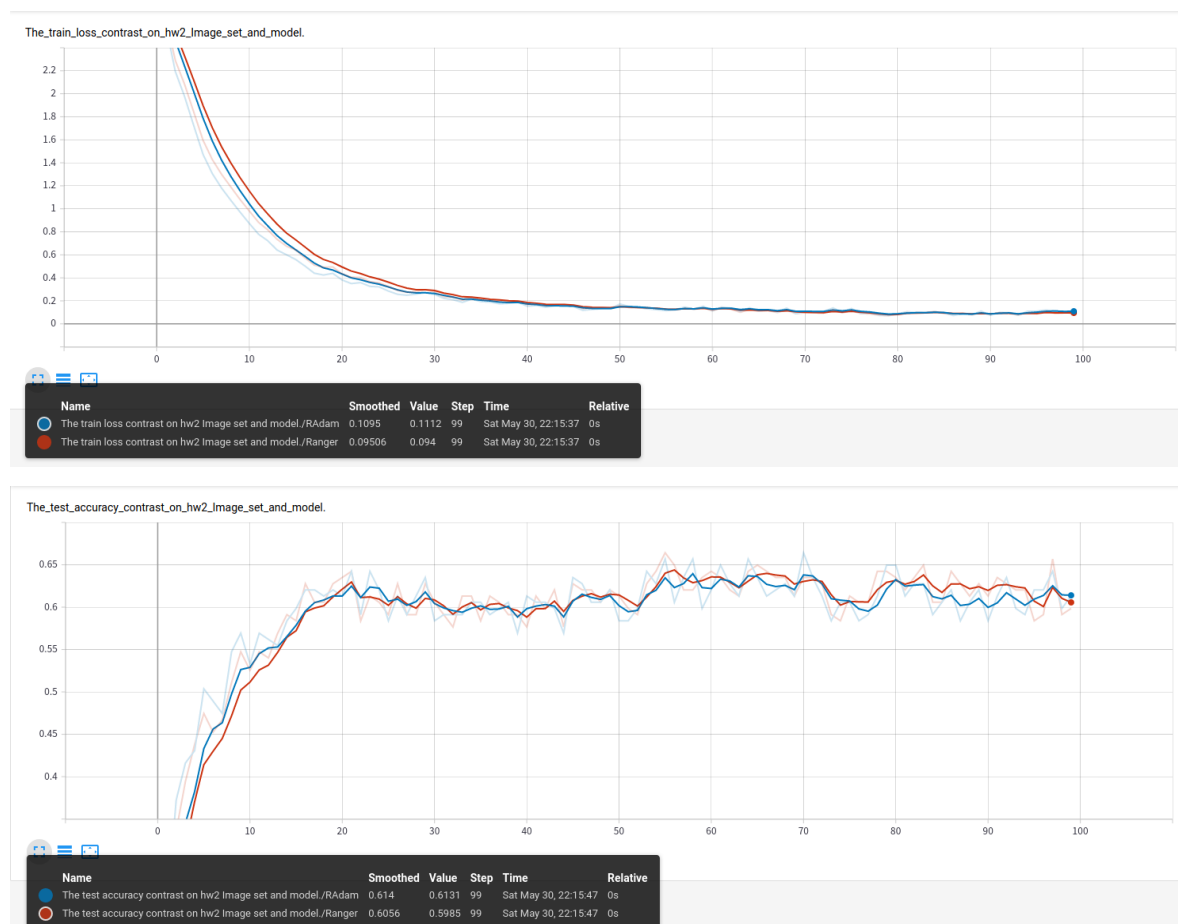 The_train_loss_contrast_on_hw2_Image_set_and_model.
2.2
2
1.8
1.6
1.4
1.2
1
0.8
0.6
0.4
0.2
0
0 10 20 30 40 50 60 70 80 90 100
Name Smoothed Value Step Time Relative
The train loss contrast on hw2 Image set and model./RAdam 0.1095 0.1112 99 Sat May 30, 22:15:37 0s
The train loss contrast on hw2 Image set and model./Ranger 0.09506 0.094 99 Sat May 30, 22:15:37 0s
The_test_accuracy_contrast_on_hw2_Image_set_and_model.
0.65
0.6
0.55
0.5
0.45
0.4
0 10 20 30 40 50 60 70 80 90 100
Name Smoothed Value Step Time Relative
The test accuracy contrast on hw2 Image set and model./RAdam 0.614 0.6131 99 Sat May 30, 22:15:47 0s
The test accuracy contrast on hw2 Image set and model./Ranger 0.6056 0.5985 99 Sat May 30, 22:15:47 0s